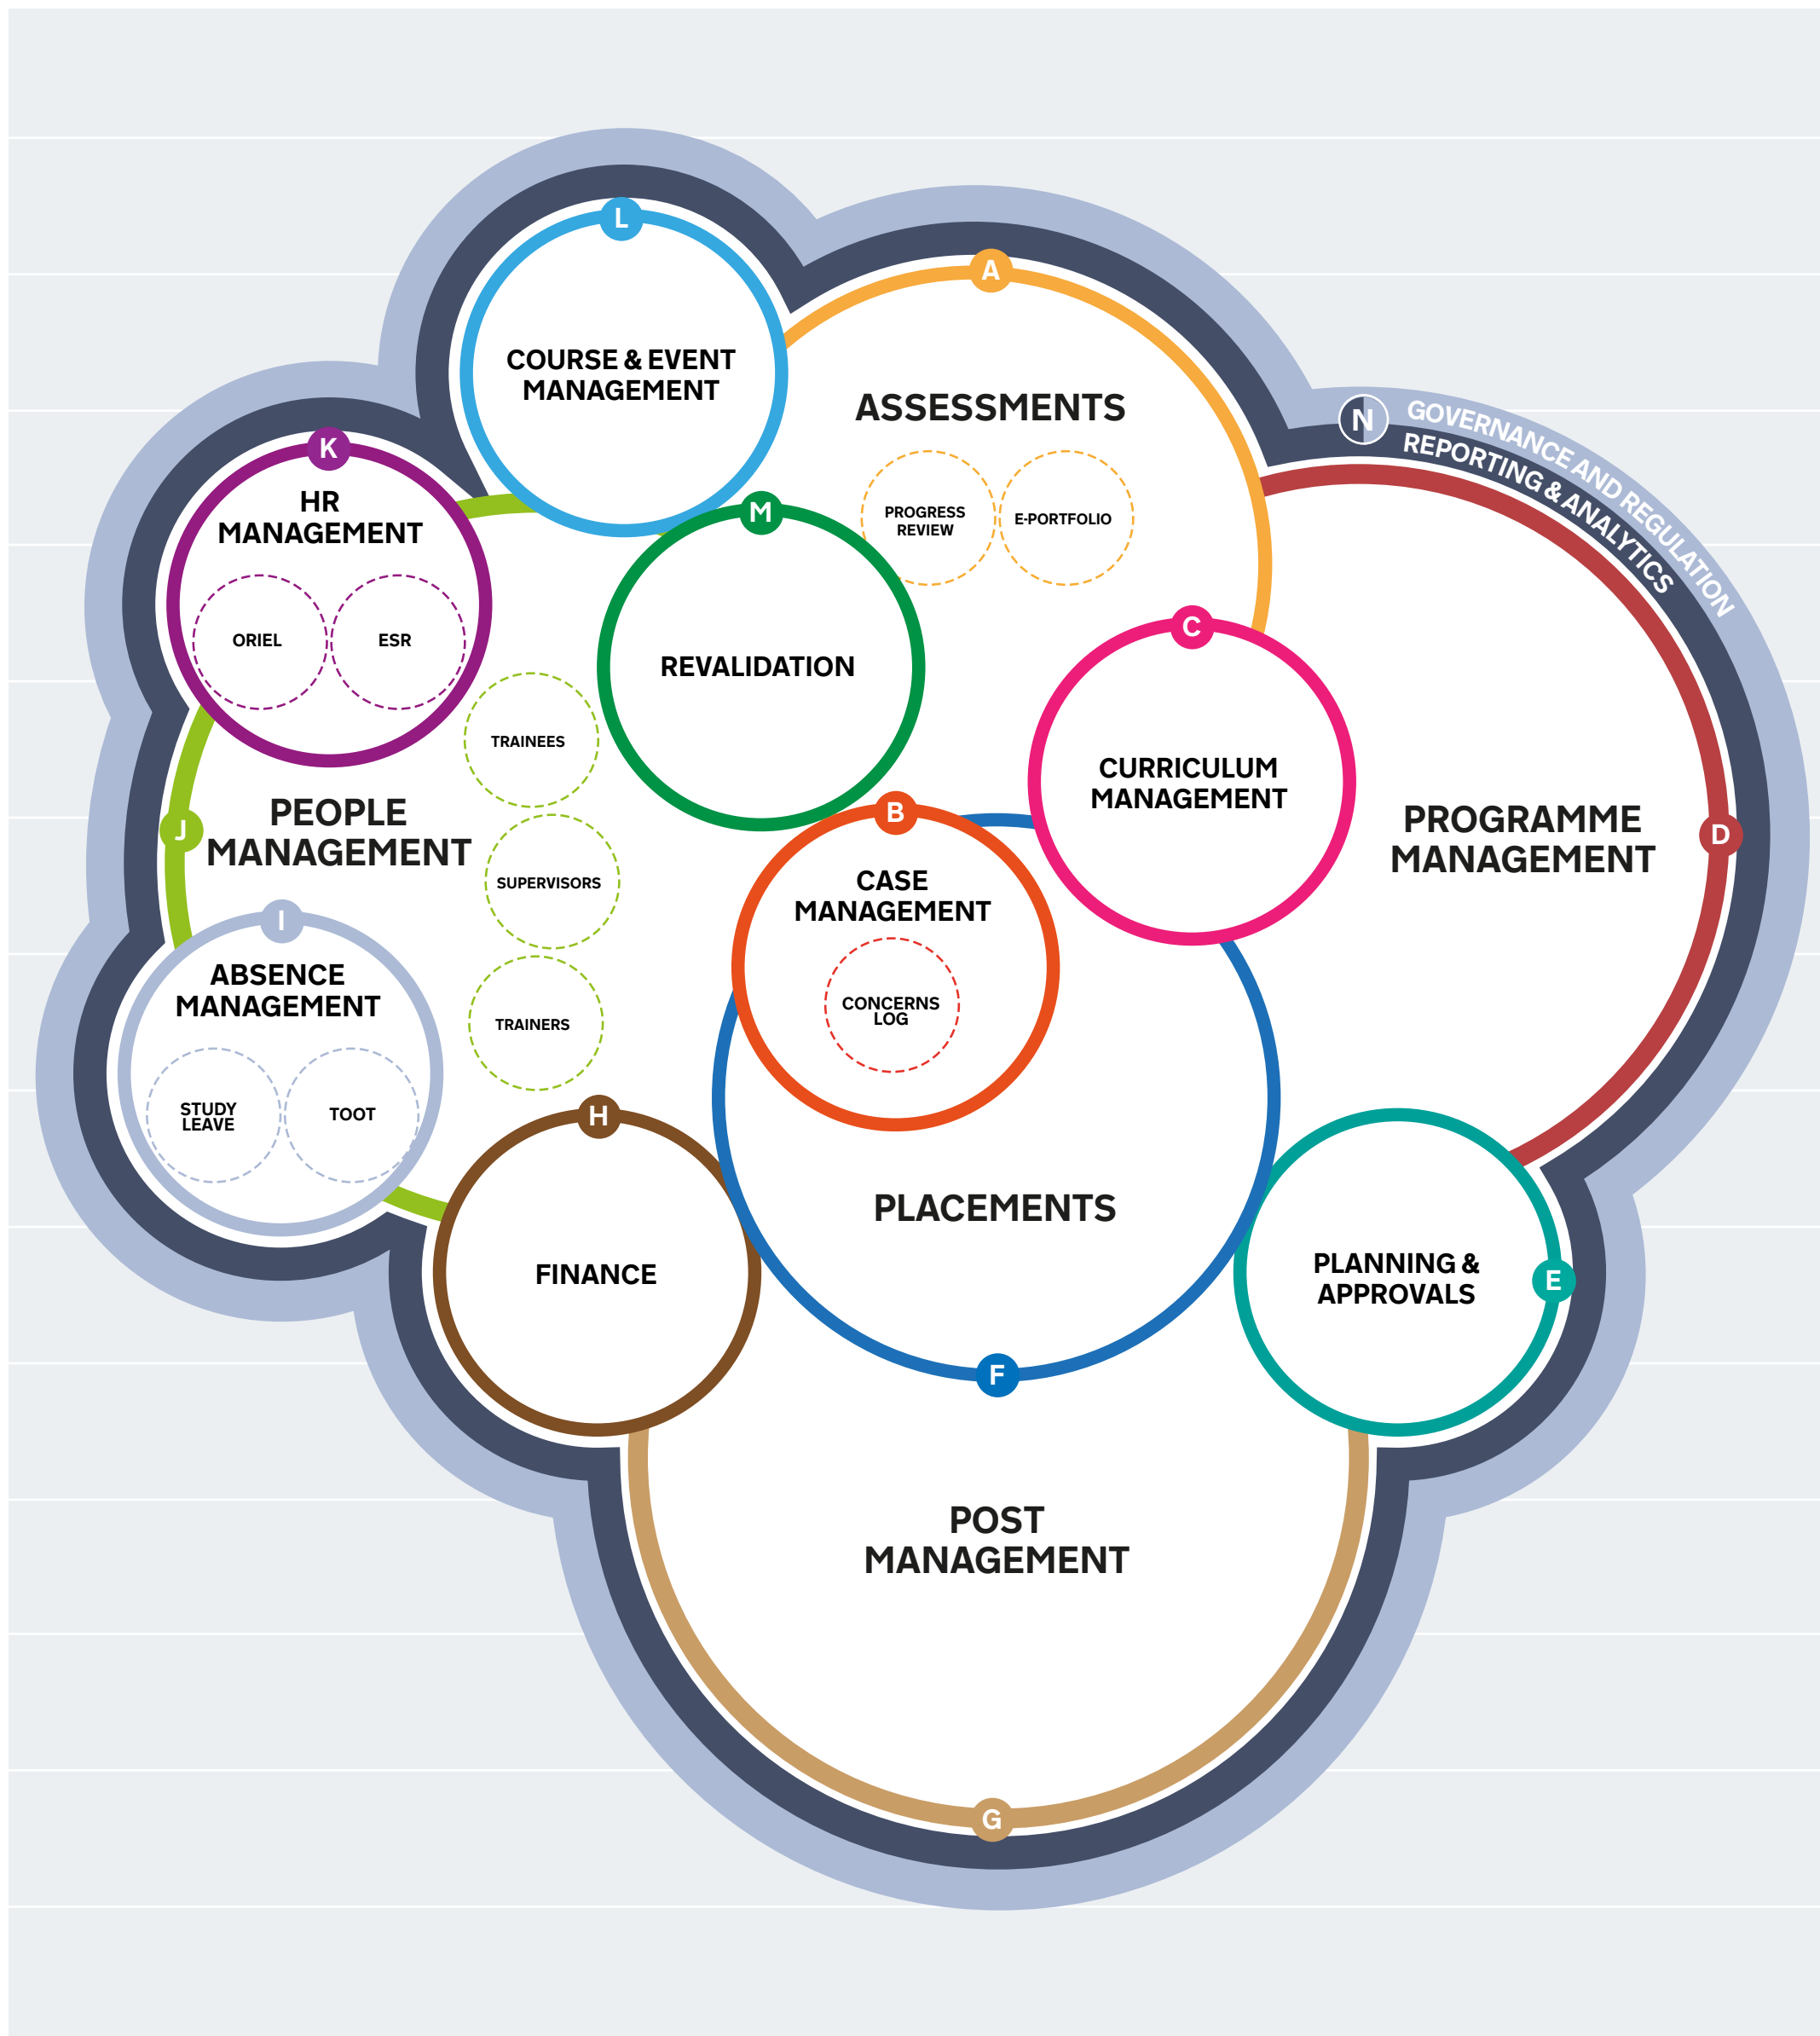 L
COURSE & EVENT
MANAGEMENT
A
ASSESSMENTS
PROGRESS
REVIEW
E-PORTFOLIO
N
GOVERNANCE AND REGULATION
REPORTING & ANALYTICS
K
HR
MANAGEMENT
ORIEL
ESR
M
REVALIDATION
C
CURRICULUM
MANAGEMENT
D
PROGRAMME
MANAGEMENT
J
PEOPLE
MANAGEMENT
TRAINEES
SUPERVISORS
TRAINERS
B
CASE
MANAGEMENT
CONCERNS
LOG
I
ABSENCE
MANAGEMENT
STUDY
LEAVE
TOOT
H
FINANCE
PLACEMENTS
F
PLANNING &
APPROVALS
E
POST
MANAGEMENT
G